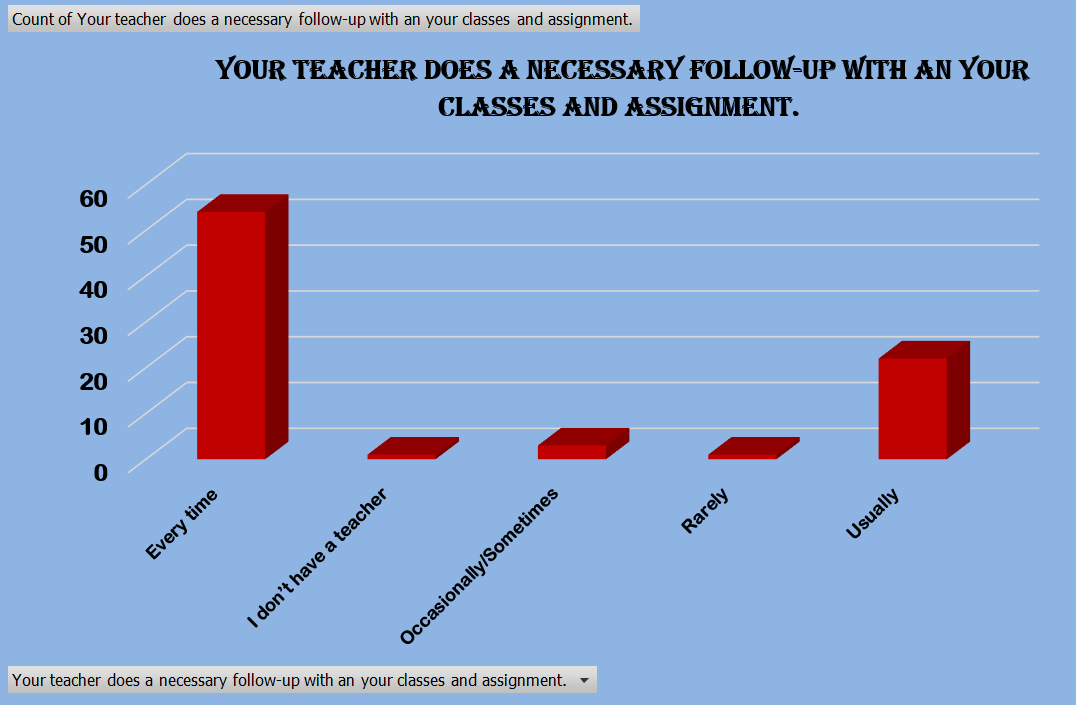 Count of Your teacher does a necessary follow-up with an your classes and assignment.
YOUR TEACHER DOES A NECESSARY FOLLOW-UP WITH AN YOUR
CLASSES AND ASSIGNMENT.
60
50
40
30
20
10
0
Every time
I don't have a teacher
Occasionally/Sometimes
Rarely
Usually
Your teacher does a necessary follow-up with an your classes and assignment.